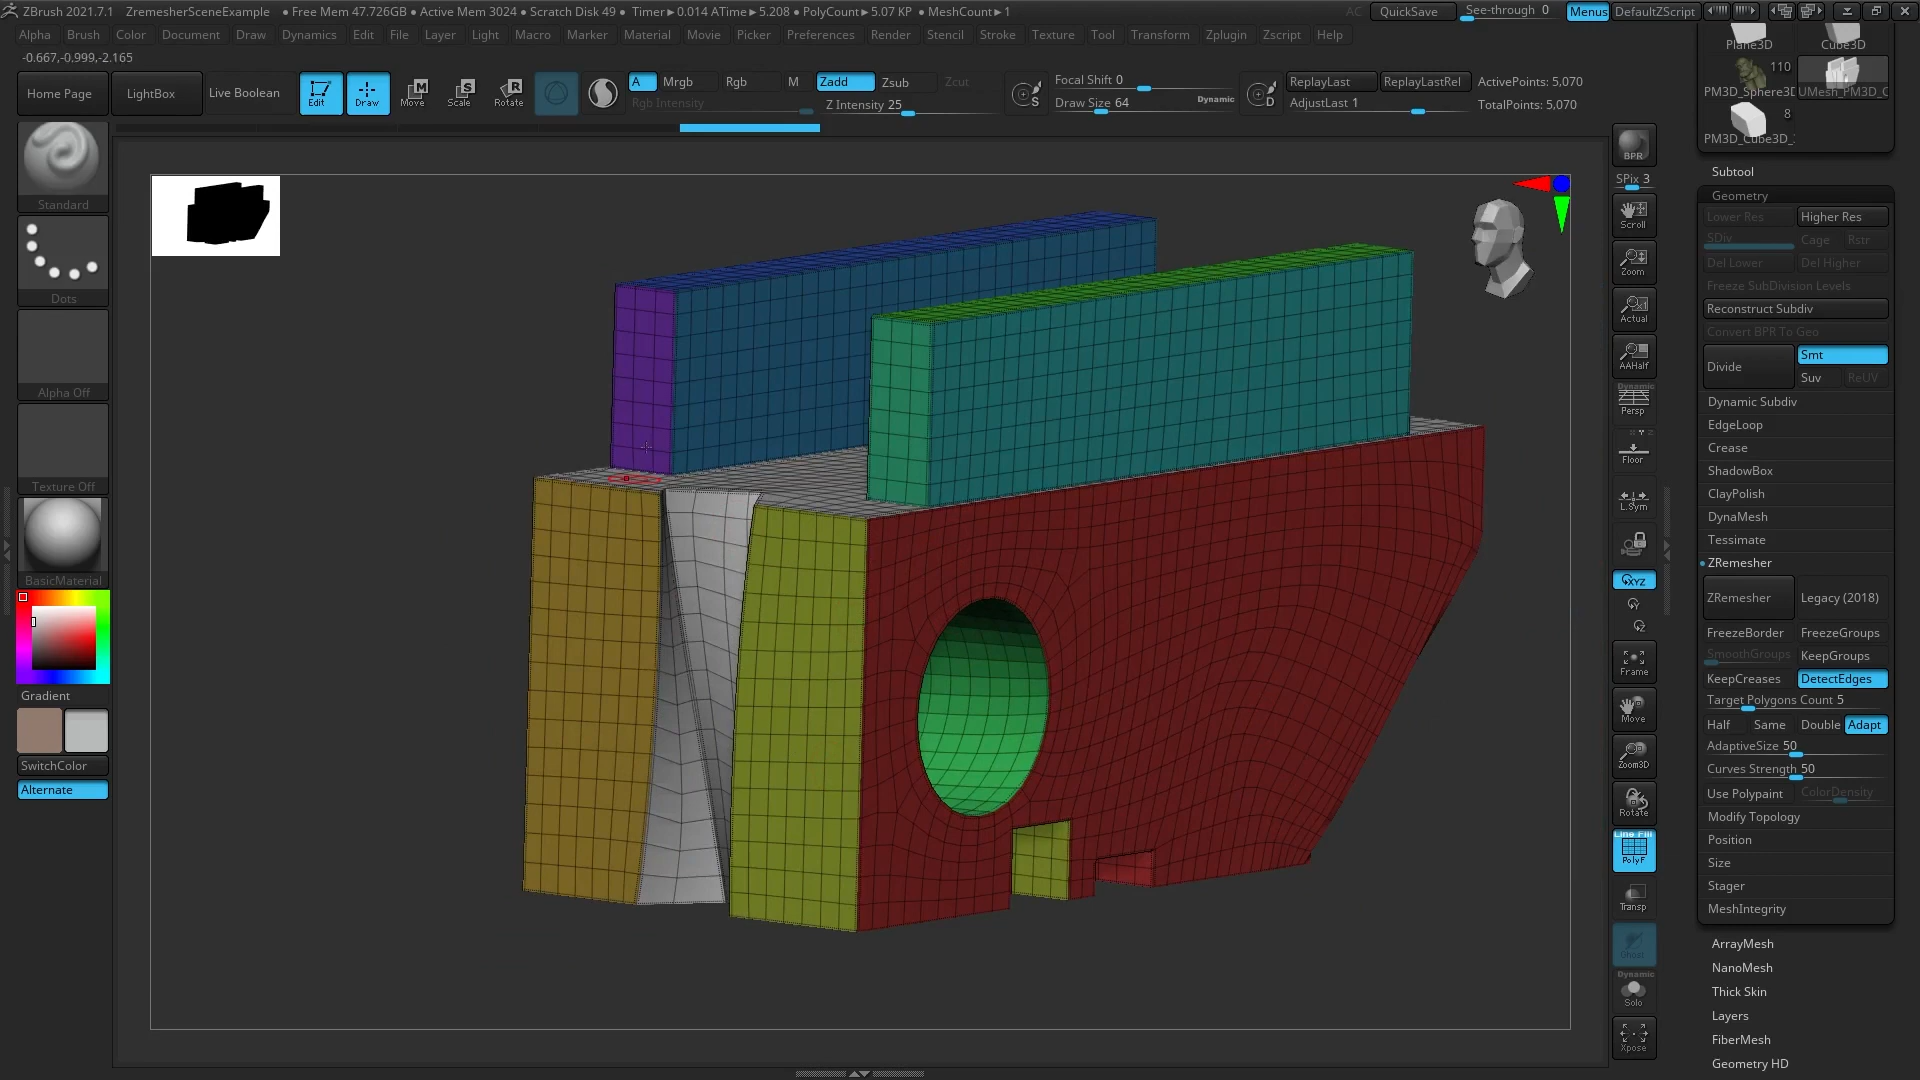 ZBrush 2021.7.1 ZremesherSceneExample • Free Mem 47.726GB • Active Mem 3024 • Scratch Disk 49 • Timer►0.014 ATime►5.208 • PolyCount►5.07 KP • MeshCount►1 AC QuickSave See-through 0 Menus DefaultZScript
Alpha Brush Color Document Draw Dynamics Edit File Layer Light Macro Marker Material Movie Picker Preferences Render Stencil Stroke Texture Tool Transform Zplugin Zscript Help
-0.667,-0.999,-2.165
Home Page LightBox Live Boolean Edit Draw Move Scale Rotate
A Mrgb Rgb M Zadd Zsub Zcut
Rgb Intensity Z Intensity 25
S Focal Shift 0
Draw Size 64 Dynamic
D ReplayLast ReplayLastRel ActivePoints: 5,070
AdjustLast 1 TotalPoints: 5,070
Standard
Dots
Alpha Off
Texture Off
BasicMaterial
Gradient
SwitchColor
Alternate
BPR
SPix 3
Scroll
Zoom
Actual
AAHalf
Dynamic
Persp
Floor
L.Sym
XYZ
Y
Z
Frame
Move
Zoom3D
Rotate
Line Fill
PolyF
Transp
Ghost
Dynamic
Solo
Xpose
Plane3D Cube3D
110
PM3D_Sphere3D UMesh_PM3D_C
8
PM3D_Cube3D_
Subtool
Geometry
Lower Res Higher Res
SDiv Cage Rstr
Del Lower Del Higher
Freeze SubDivision Levels
Reconstruct Subdiv
Convert BPR To Geo
Divide Smt
Suv ReUV
Dynamic Subdiv
EdgeLoop
Crease
ShadowBox
ClayPolish
DynaMesh
Tessimate
ZRemesher
ZRemesher Legacy (2018)
FreezeBorder FreezeGroups
SmoothGroups KeepGroups
KeepCreases DetectEdges
Target Polygons Count 5
Half Same Double Adapt
AdaptiveSize 50
Curves Strength 50
Use Polypaint ColorDensity
Modify Topology
Position
Size
Stager
MeshIntegrity
ArrayMesh
NanoMesh
Thick Skin
Layers
FiberMesh
Geometry HD